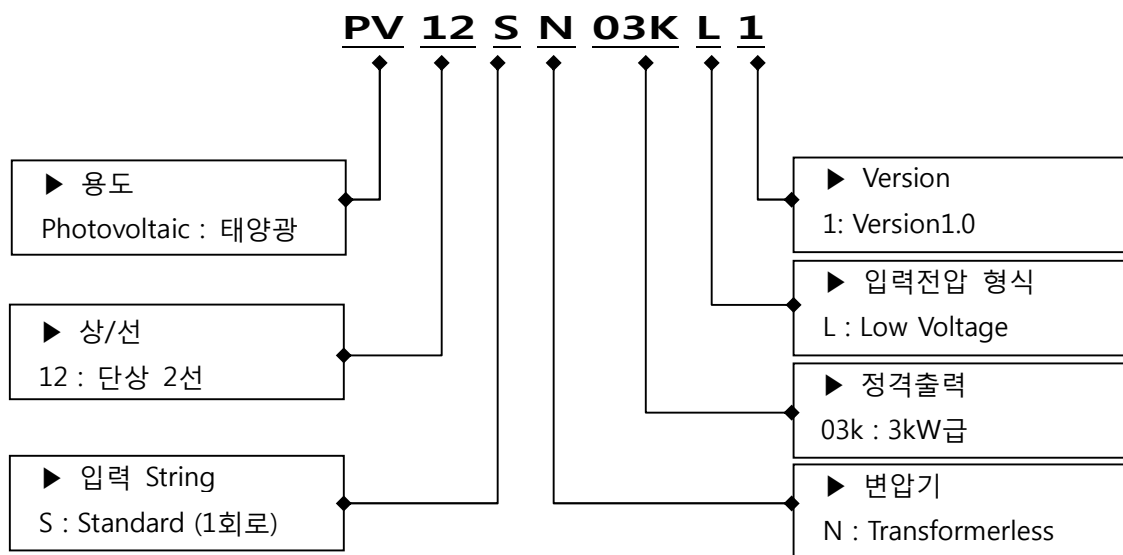 PV 12 S N 03K L 1
▶ 용도
Photovoltaic : 태양광
▶ 상/선
12 : 단상 2선
▶ 입력 String
S : Standard (1회로)
▶ Version
1: Version1.0
▶ 입력전압 형식
L : Low Voltage
▶ 정격출력
03k : 3kW급
▶ 변압기
N : Transformerless